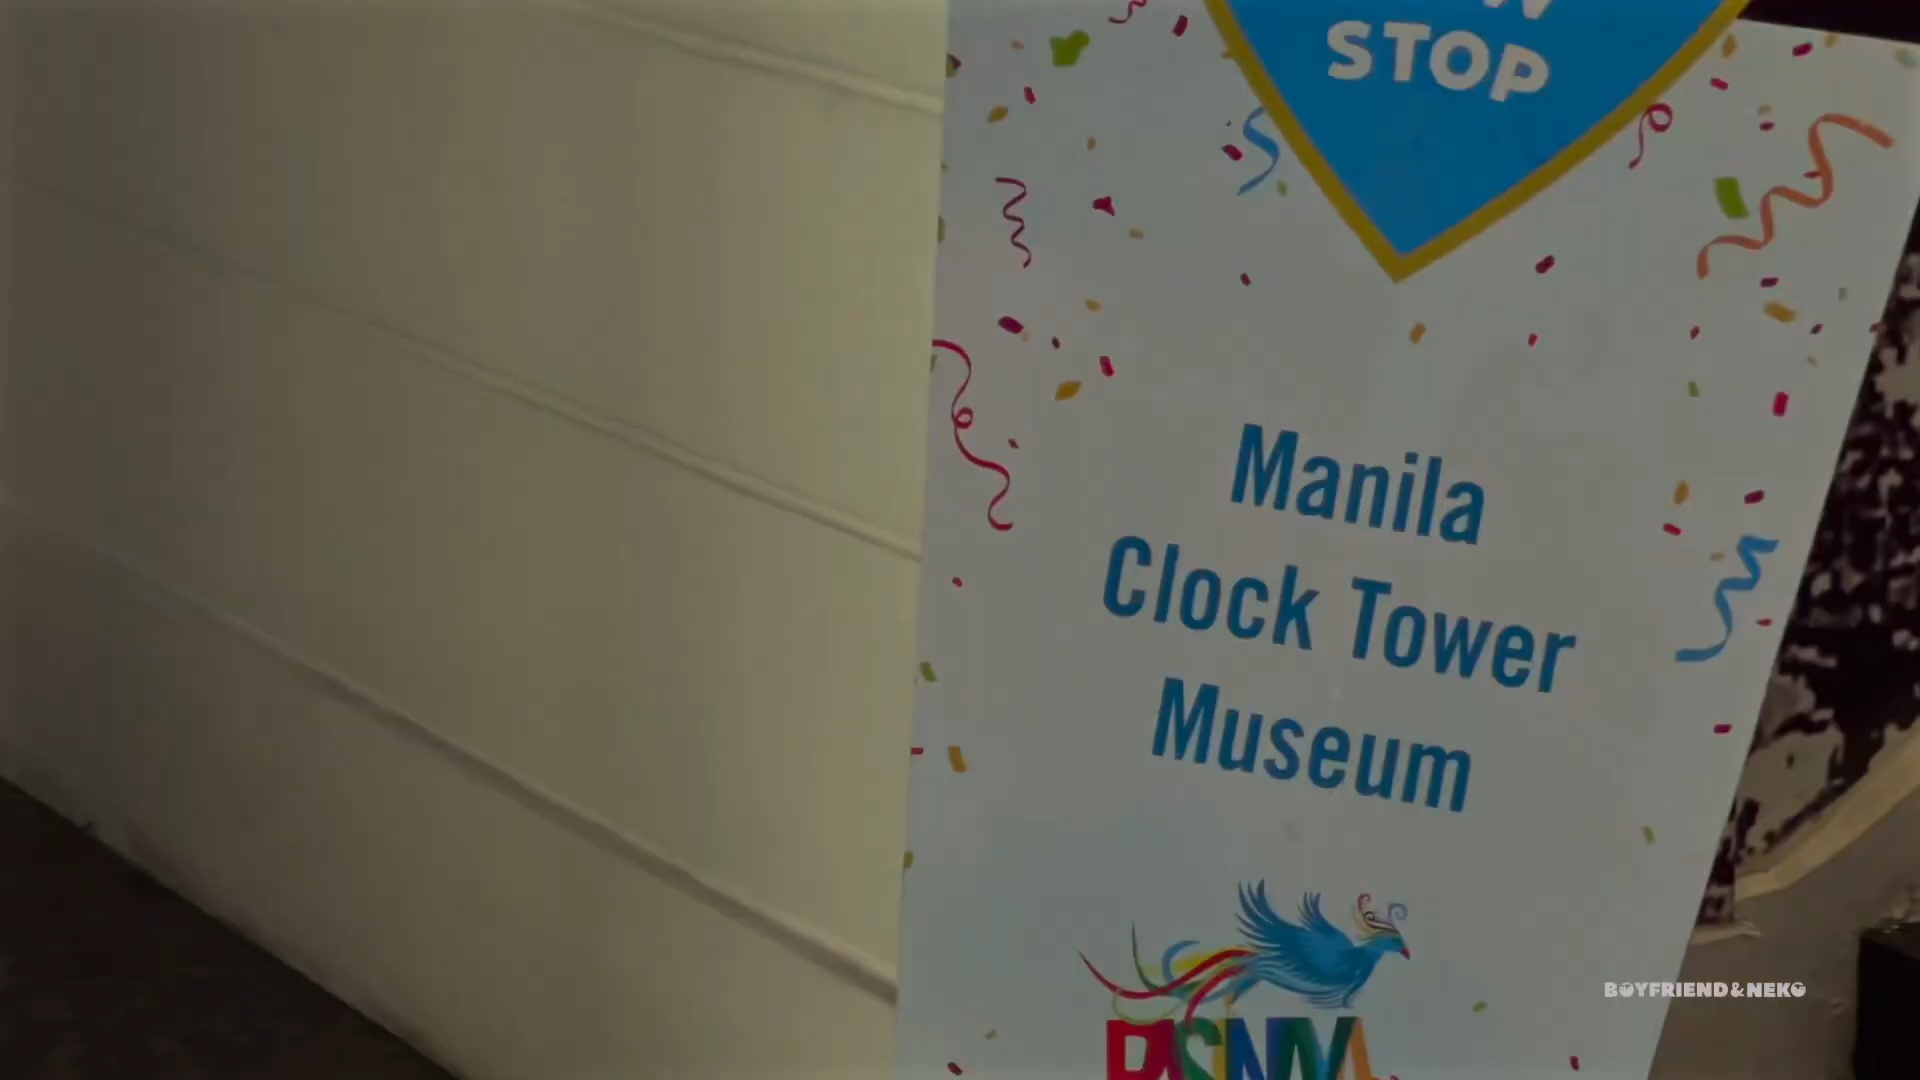 STOP
Manila
Clock Tower
Museum
BOYFRIEND&NEKO